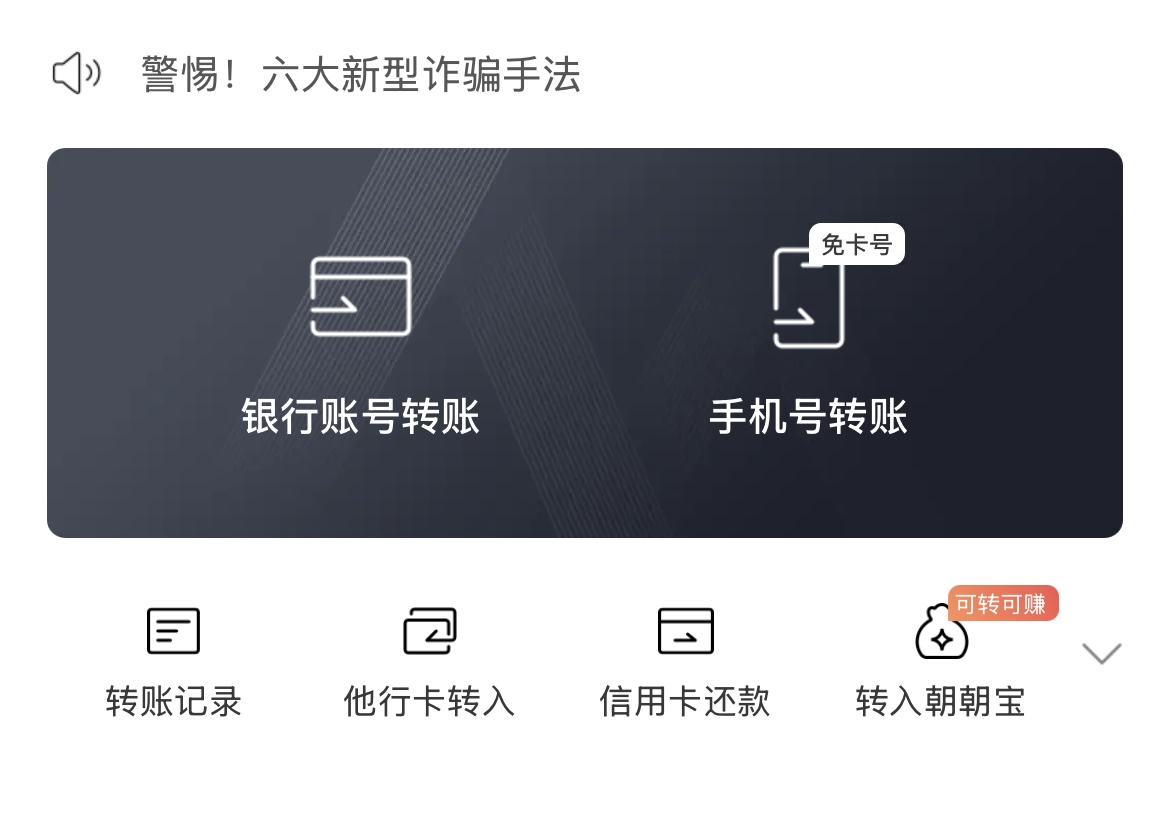 警惕！六大新型诈骗手法
免卡号
银行账号转账
手机号转账
可转可赚
转账记录
他行卡转入
信用卡还款
转入朝朝宝